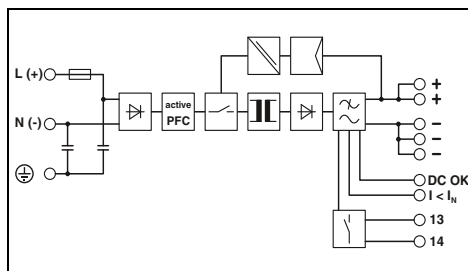 L (+)
N (-)
active
PFC
+
+
−
−
−
DC OK
I < I_N
13
14